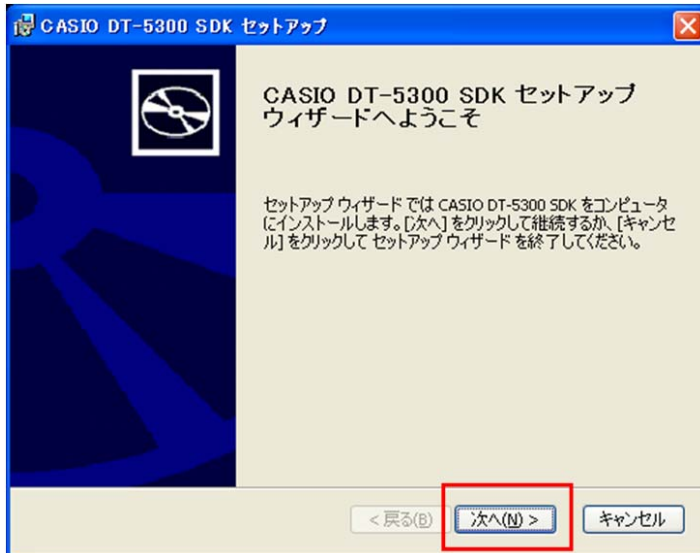 CASIO DT-5300 SDK セットアップ
CASIO DT-5300 SDK セットアップ
ウィザードへようこそ
セットアップ ウィザード では CASIO DT-5300 SDK をコンピュータ
にインストールします。[次へ] をクリックして継続するか、[キャンセ
ル] をクリックして セットアップ ウィザード を終了してください。
< 戻る(B)
次へ(N) >
キャンセル